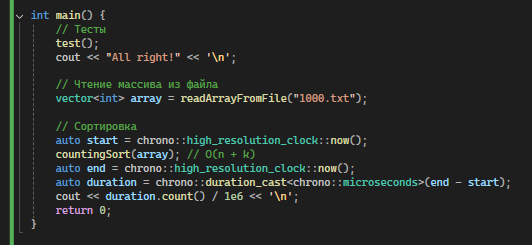 int main() {
// Тесты
test();
cout << "All right!" << '\n';
// Чтение массива из файла
vector<int> array = readArrayFromFile("1000.txt");
// Сортировка
auto start = chrono::high_resolution_clock::now();
countingSort(array); // O(n + k)
auto end = chrono::high_resolution_clock::now();
auto duration = chrono::duration_cast<chrono::microseconds>(end - start);
cout << duration.count() / 1e6 << '\n';
return 0;
}